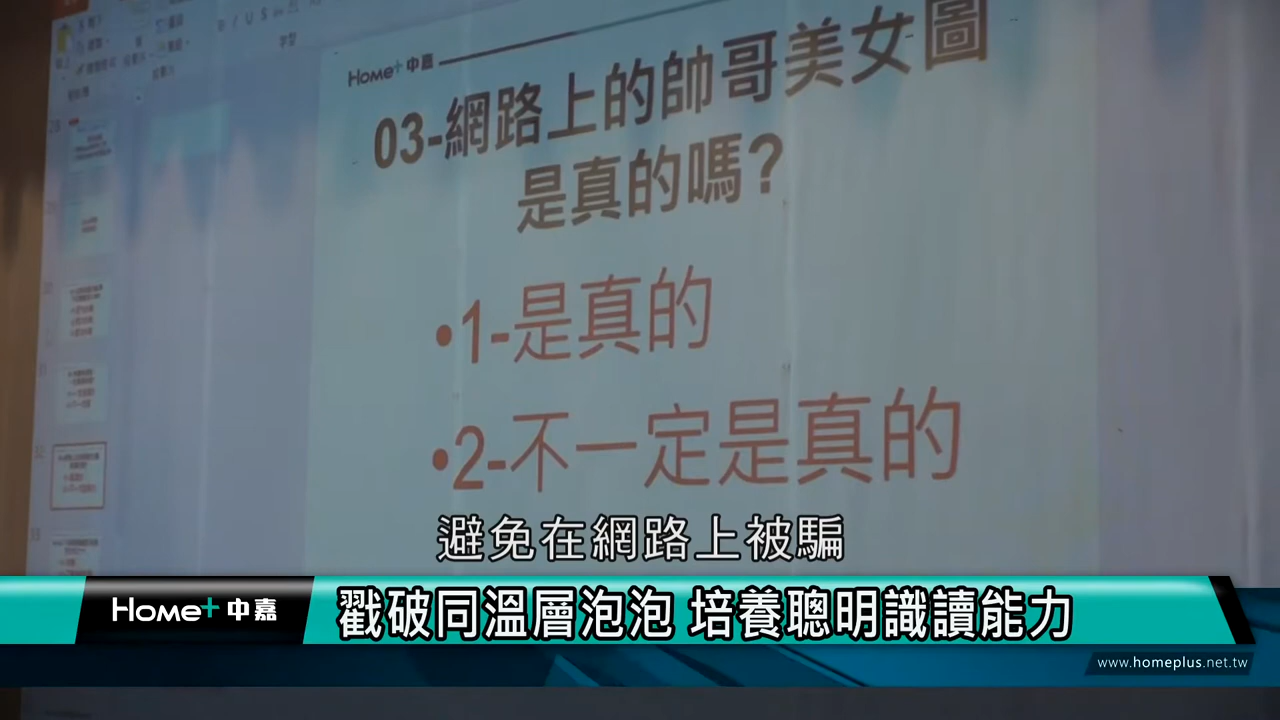 Home+ 中嘉
03-網路上的帥哥美女圖
是真的嗎?
•1-是真的
•2-不一定是真的
避免在網路上被騙
Home+ 中嘉
戳破同溫層泡泡 培養聰明識讀能力
www.homeplus.net.tw